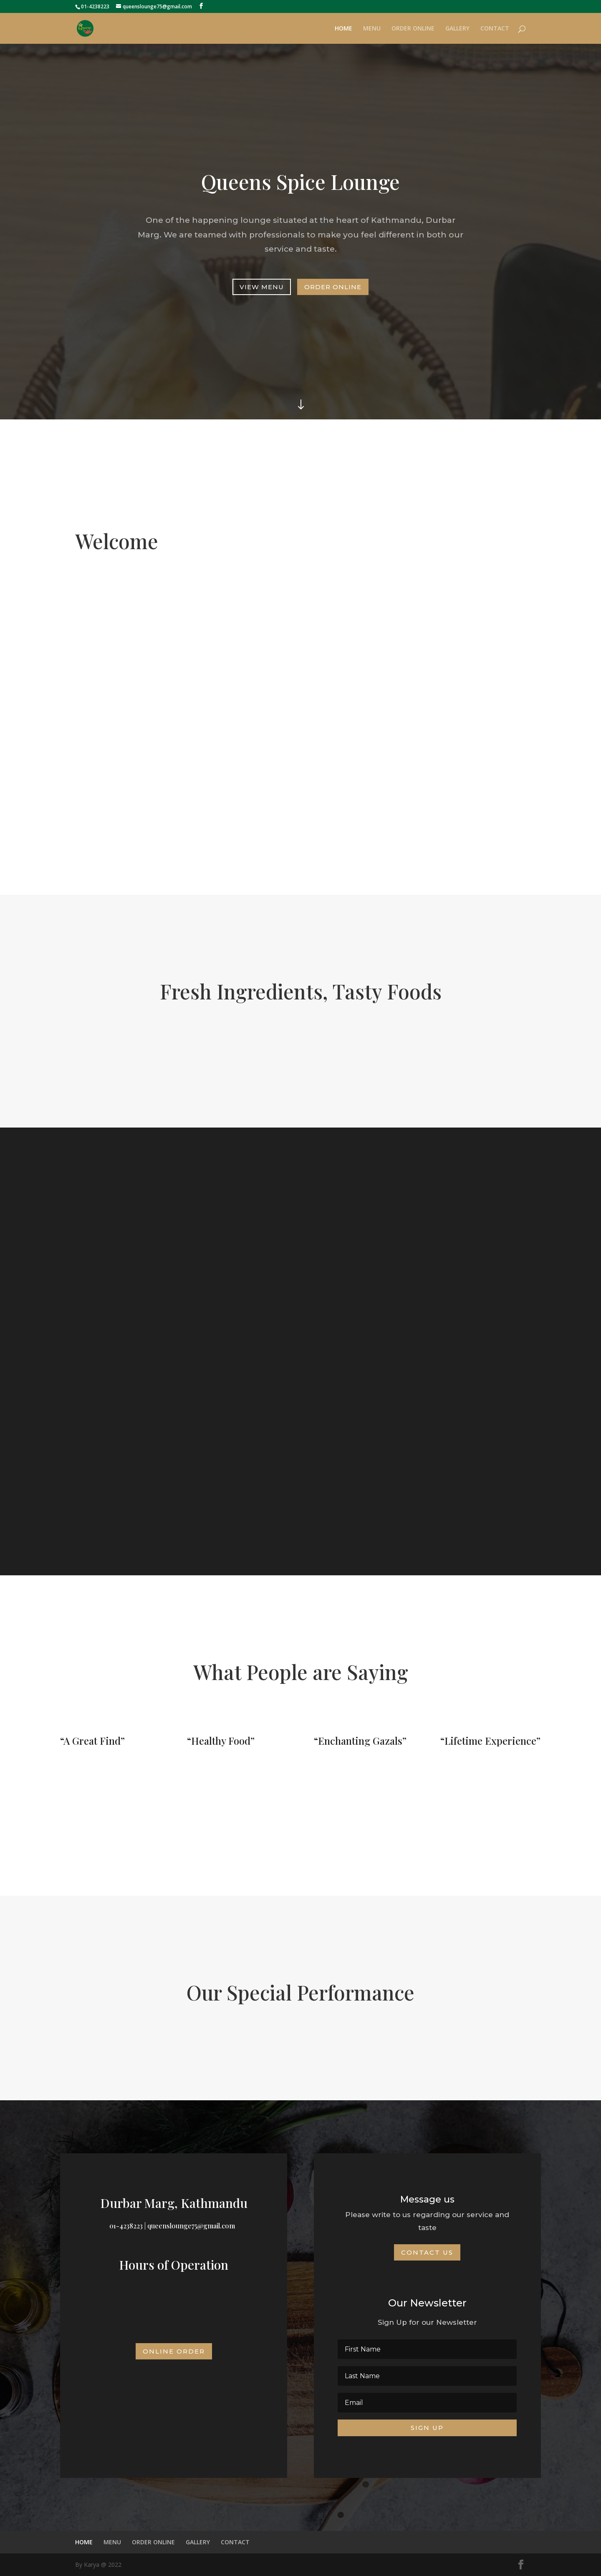 01-4238223 queenslounge75@gmail.com
HOME MENU ORDER ONLINE GALLERY CONTACT
Queens Spice Lounge
One of the happening lounge situated at the heart of Kathmandu, Durbar
Marg. We are teamed with professionals to make you feel different in both our
service and taste.
VIEW MENU ORDER ONLINE
Welcome
Fresh Ingredients, Tasty Foods
What People are Saying
“A Great Find” “Healthy Food” “Enchanting Gazals” “Lifetime Experience”
Our Special Performance
Durbar Marg, Kathmandu
01-4238223 | queenslounge75@gmail.com
Hours of Operation
ONLINE ORDER
Message us
Please write to us regarding our service and
taste
CONTACT US
Our Newsletter
Sign Up for our Newsletter
First Name
Last Name
Email
SIGN UP
HOME MENU ORDER ONLINE GALLERY CONTACT
By Karya @ 2022